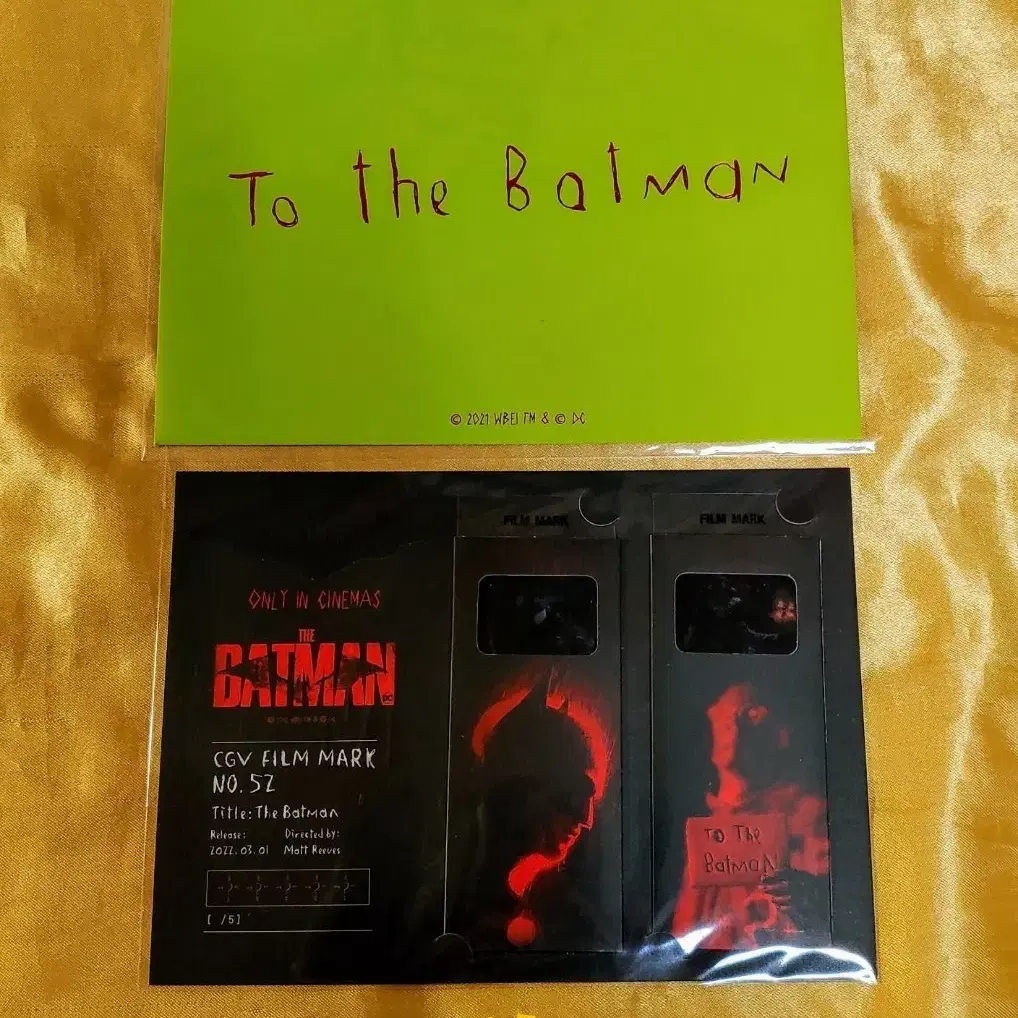 To the Batman
© 2021 WBEI TM & © DC
FILM MARK
FILM MARK
ONLY IN CINEMAS
THE
BATMAN
DC
CGV FILM MARK
NO.52
Title: The Batman
Release: Directed by:
2022.03.01 Matt Reeves
[ /5]
To The
Batman